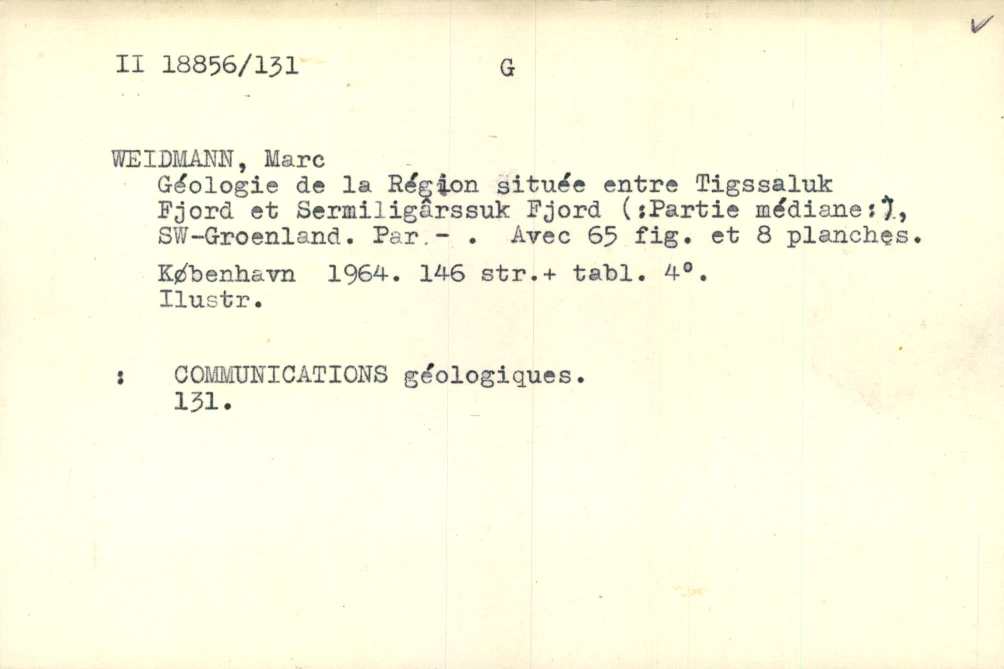 II 18856/131 G
WEIDMANN, Marc
Géologie de la Région située entre Tigssaluk
Fjord et Sermiligârssuk Fjord (:Partie médiane:),
SW-Groenland. Par.- . Avec 65 fig. et 8 planches.
København 1964. 146 str.+ tabl. 4°.
Ilustr.
: COMMUNICATIONS géologiques.
131.